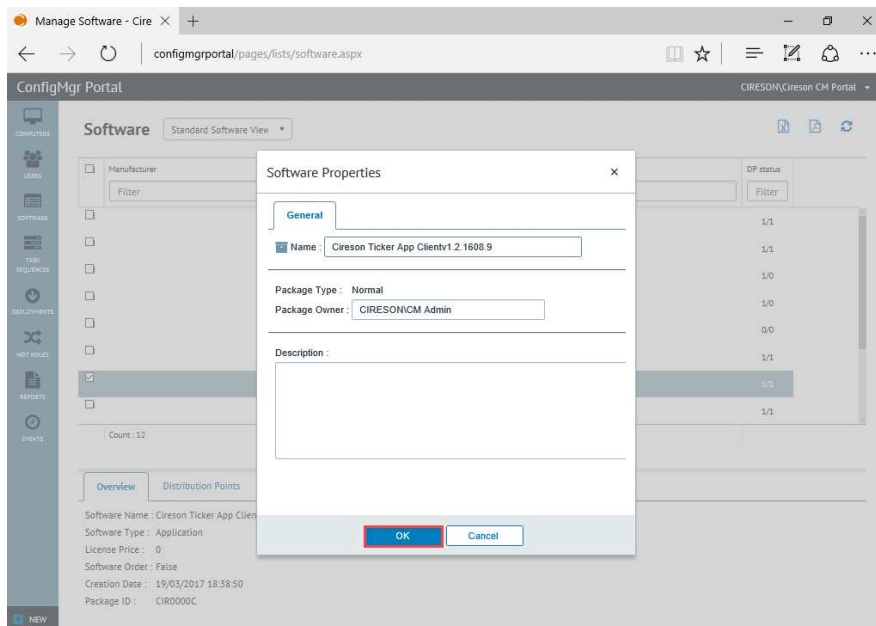 Manage Software - Cire
configmgrportal/pages/lists/software.aspx
ConfigMgr Portal
CIRESON\Cireson CM Portal
COMPUTERS
USERS
SOFTWARE
TASK SEQUENCES
DEPLOYMENTS
MDT ROLES
REPORTS
EVENTS
NEW
Software
Standard Software View
Manufacturer
DP status
Filter
Filter
1/1
1/1
1/0
1/0
0/0
1/1
1/1
1/1
Count : 12
Software Properties
General
Name : Cireson Ticker App Clientv1.2.1608.9
Package Type : Normal
Package Owner : CIRESON\CM Admin
Description :
OK
Cancel
Overview
Distribution Points
Software Name : Cireson Ticker App Clien
Software Type : Application
License Price : 0
Software Order : False
Creation Date : 19/03/2017 18:58:50
Package ID : CIR0000C